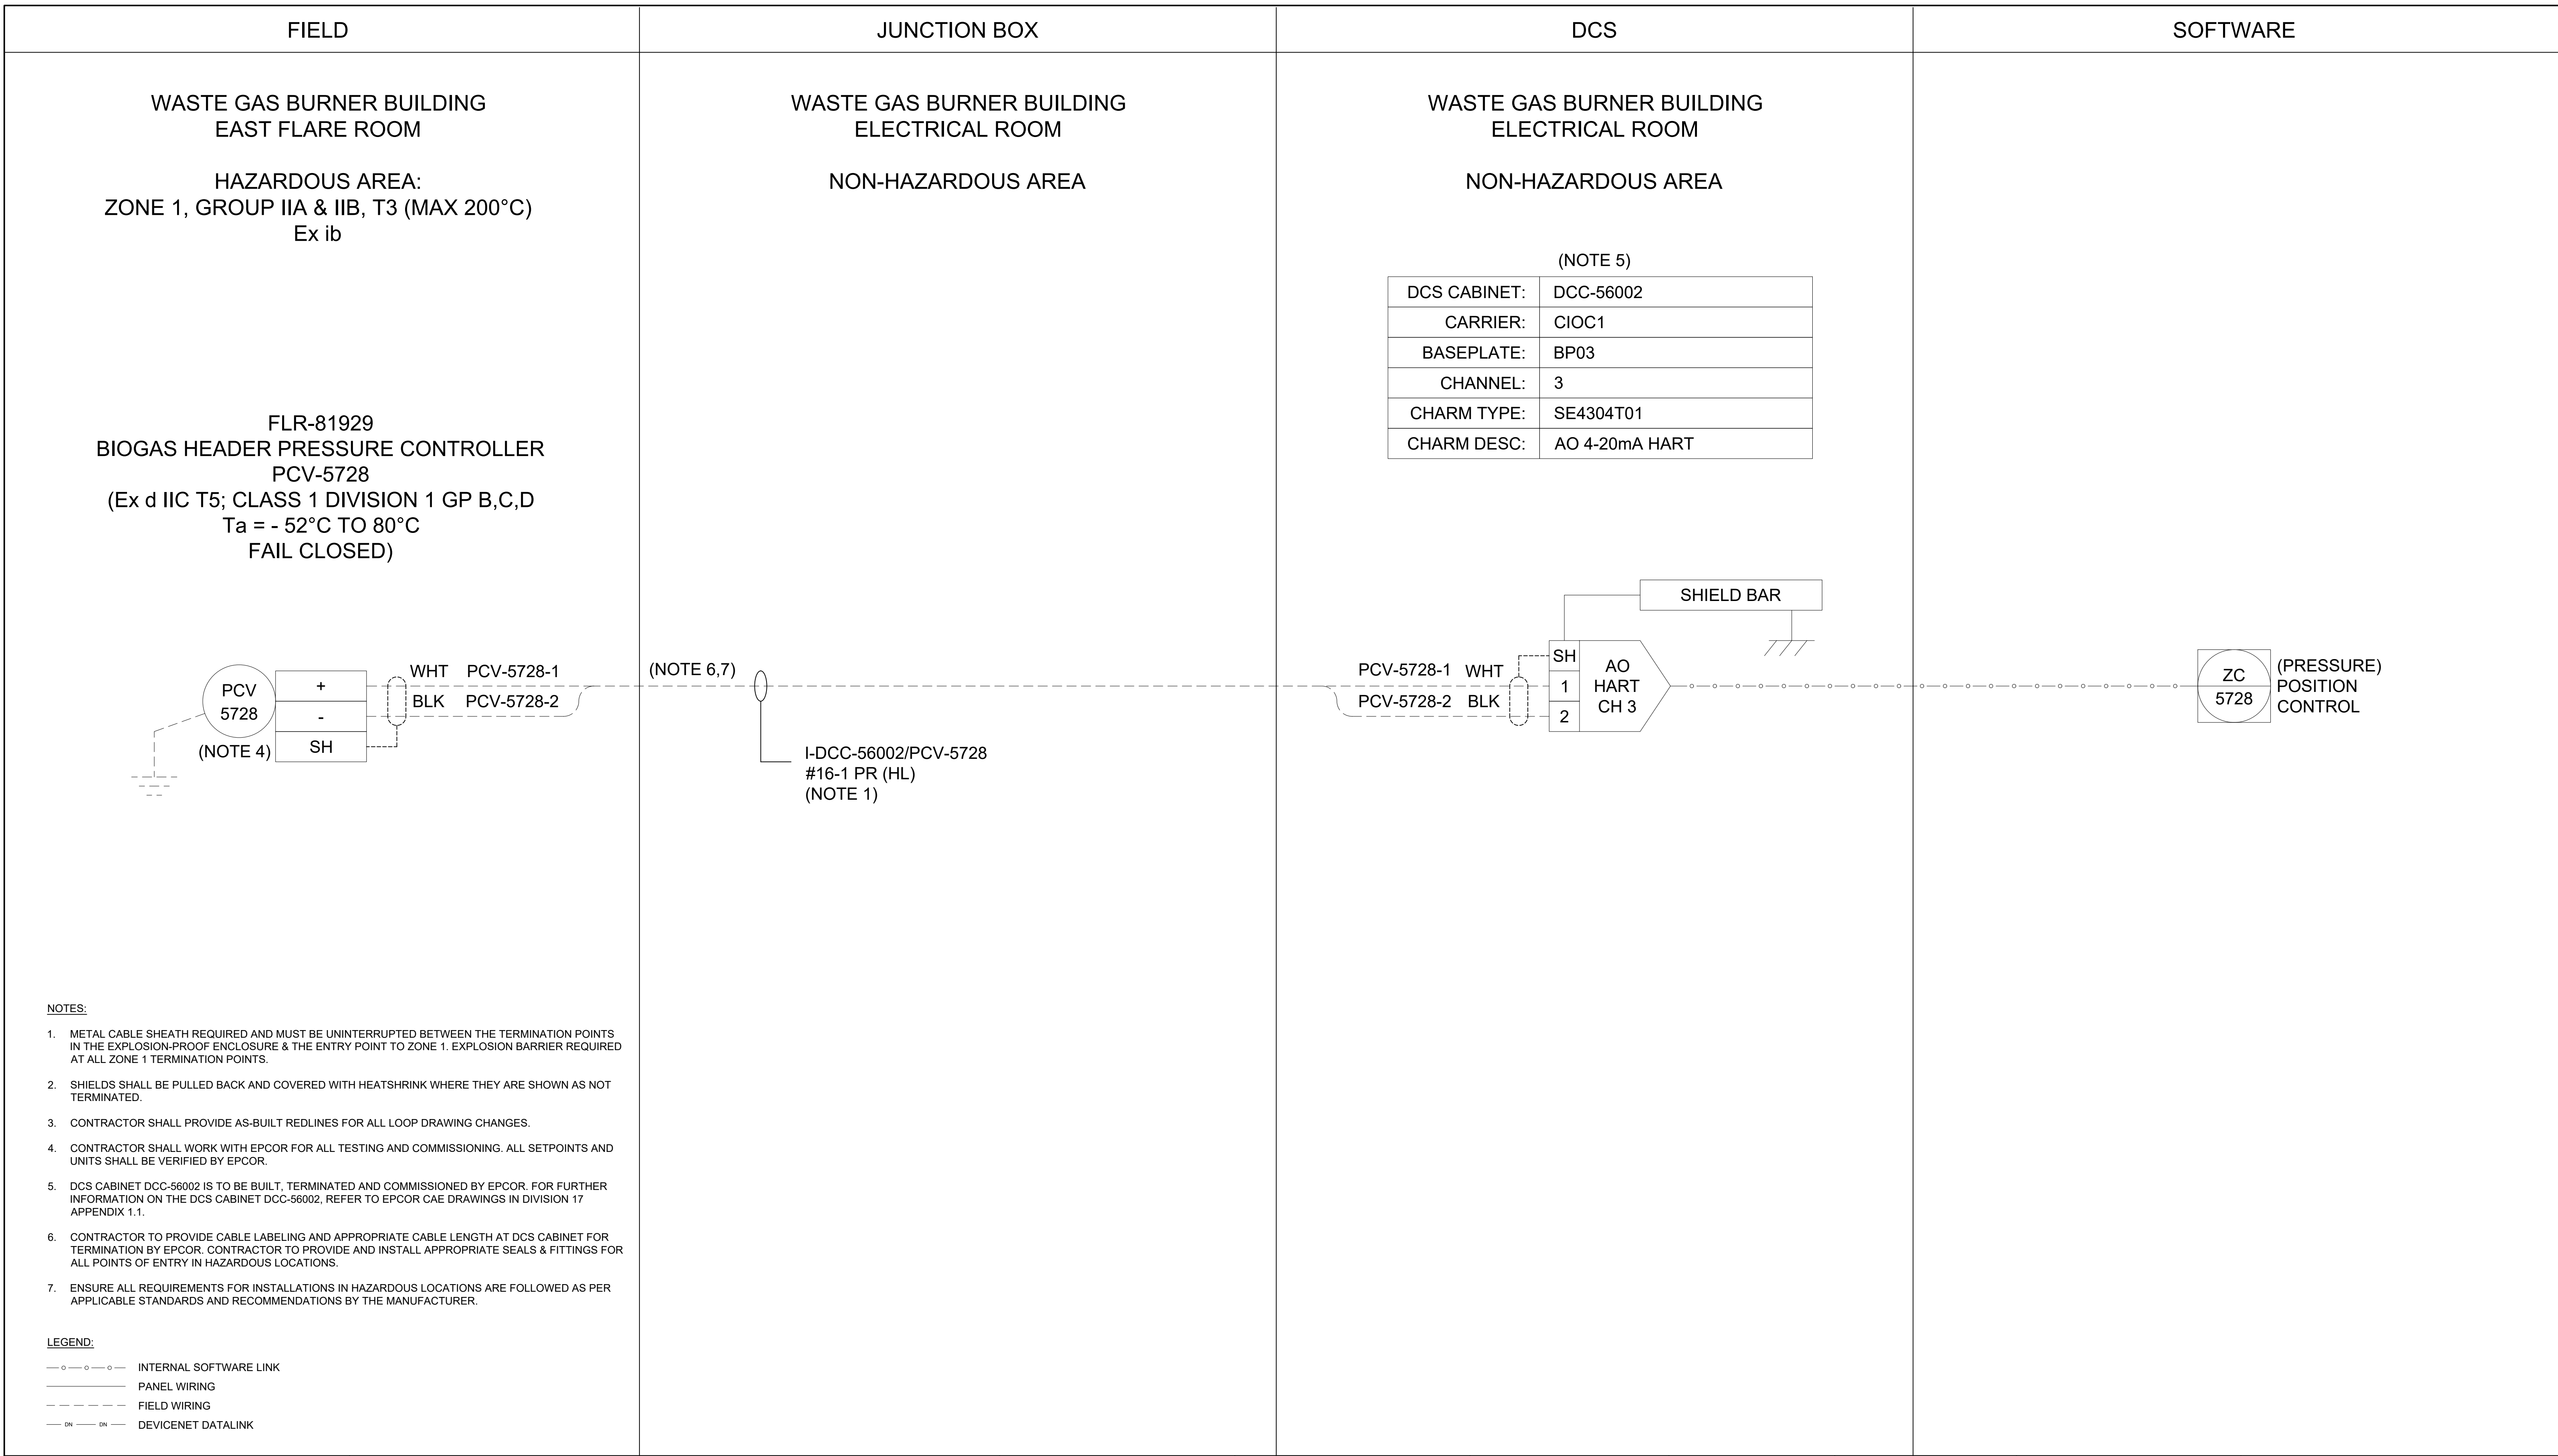 FIELD
JUNCTION BOX
DCS
SOFTWARE
WASTE GAS BURNER BUILDING
EAST FLARE ROOM
HAZARDOUS AREA:
ZONE 1, GROUP IIA & IIB, T3 (MAX 200°C)
Ex ib
FLR-81929
BIOGAS HEADER PRESSURE CONTROLLER
PCV-5728
(Ex d IIC T5; CLASS 1 DIVISION 1 GP B,C,D
Ta = - 52°C TO 80°C
FAIL CLOSED)
PCV
5728
(NOTE 4)
+
-
SH
WHT PCV-5728-1
BLK PCV-5728-2
WASTE GAS BURNER BUILDING
ELECTRICAL ROOM
NON-HAZARDOUS AREA
(NOTE 6,7)
I-DCC-56002/PCV-5728
#16-1 PR (HL)
(NOTE 1)
WASTE GAS BURNER BUILDING
ELECTRICAL ROOM
NON-HAZARDOUS AREA
(NOTE 5)
DCS CABINET: DCC-56002
CARRIER: CIOC1
BASEPLATE: BP03
CHANNEL: 3
CHARM TYPE: SE4304T01
CHARM DESC: AO 4-20mA HART
SHIELD BAR
PCV-5728-1 WHT
PCV-5728-2 BLK
SH
1
2
AO
HART
CH 3
ZC
5728
(PRESSURE)
POSITION
CONTROL
NOTES:
1. METAL CABLE SHEATH REQUIRED AND MUST BE UNINTERRUPTED BETWEEN THE TERMINATION POINTS
IN THE EXPLOSION-PROOF ENCLOSURE & THE ENTRY POINT TO ZONE 1. EXPLOSION BARRIER REQUIRED
AT ALL ZONE 1 TERMINATION POINTS.
2. SHIELDS SHALL BE PULLED BACK AND COVERED WITH HEATSHRINK WHERE THEY ARE SHOWN AS NOT
TERMINATED.
3. CONTRACTOR SHALL PROVIDE AS-BUILT REDLINES FOR ALL LOOP DRAWING CHANGES.
4. CONTRACTOR SHALL WORK WITH EPCOR FOR ALL TESTING AND COMMISSIONING. ALL SETPOINTS AND
UNITS SHALL BE VERIFIED BY EPCOR.
5. DCS CABINET DCC-56002 IS TO BE BUILT, TERMINATED AND COMMISSIONED BY EPCOR. FOR FURTHER
INFORMATION ON THE DCS CABINET DCC-56002, REFER TO EPCOR CAE DRAWINGS IN DIVISION 17
APPENDIX 1.1.
6. CONTRACTOR TO PROVIDE CABLE LABELING AND APPROPRIATE CABLE LENGTH AT DCS CABINET FOR
TERMINATION BY EPCOR. CONTRACTOR TO PROVIDE AND INSTALL APPROPRIATE SEALS & FITTINGS FOR
ALL POINTS OF ENTRY IN HAZARDOUS LOCATIONS.
7. ENSURE ALL REQUIREMENTS FOR INSTALLATIONS IN HAZARDOUS LOCATIONS ARE FOLLOWED AS PER
APPLICABLE STANDARDS AND RECOMMENDATIONS BY THE MANUFACTURER.
LEGEND:
INTERNAL SOFTWARE LINK
PANEL WIRING
FIELD WIRING
DN DN DEVICENET DATALINK